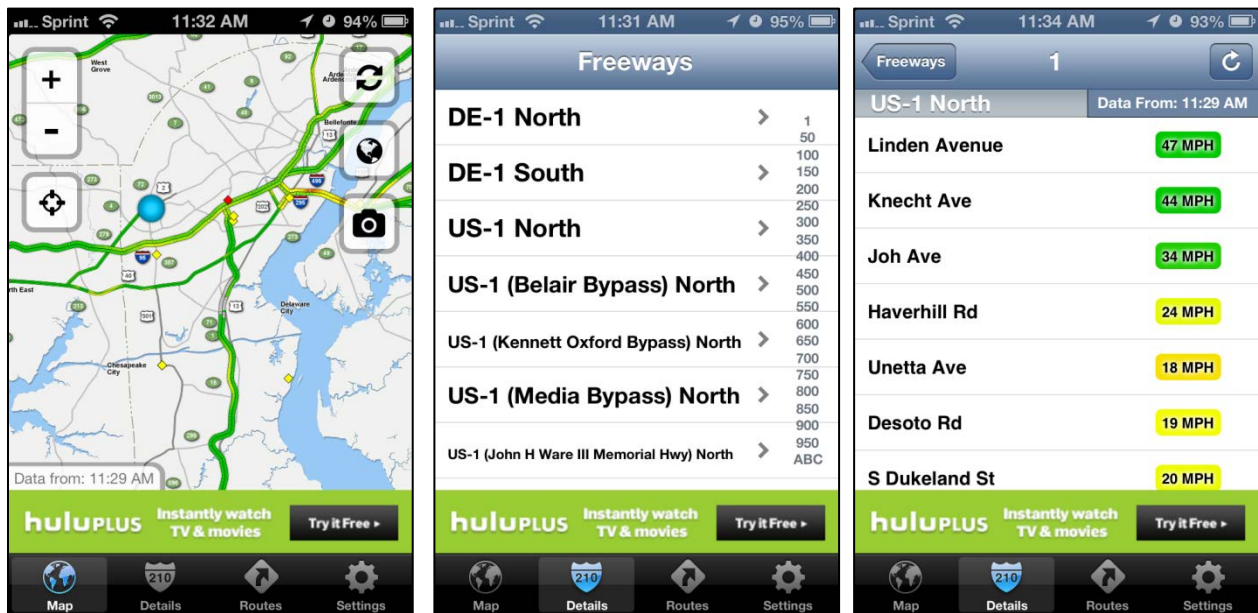 Sprint 11:32 AM 94%
West
Grove
+
-
Bellefonte
Delaware
City
Chesapeake
City
Data from: 11:29 AM
huluPLUS Instantly watch TV & movies Try it Free ▸
Map Details Routes Settings
Sprint 11:31 AM 95%
Freeways
DE-1 North
DE-1 South
US-1 North
US-1 (Belair Bypass) North
US-1 (Kennett Oxford Bypass) North
US-1 (Media Bypass) North
US-1 (John H Ware III Memorial Hwy) North
1
50
100
150
200
250
300
350
400
450
500
550
600
650
700
750
800
850
900
950
ABC
huluPLUS Instantly watch TV & movies Try it Free ▸
Map Details Routes Settings
Sprint 11:34 AM 93%
Freeways 1
US-1 North Data From: 11:29 AM
Linden Avenue 47 MPH
Knecht Ave 44 MPH
Joh Ave 34 MPH
Haverhill Rd 24 MPH
Unetta Ave 18 MPH
Desoto Rd 19 MPH
S Dukeland St 20 MPH
huluPLUS Instantly watch TV & movies Try it Free ▸
Map Details Routes Settings